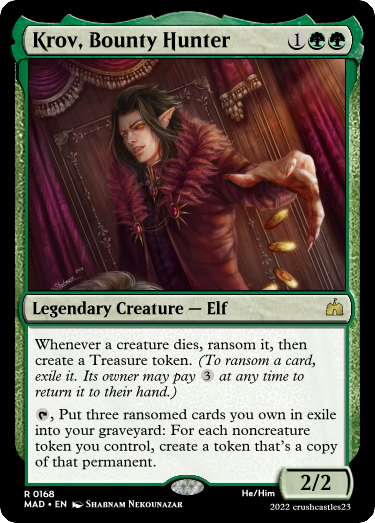 Krov, Bounty Hunter 1
Legendary Creature — Elf
Whenever a creature dies, ransom it, then
create a Treasure token. (To ransom a card,
exile it. Its owner may pay 3 at any time to
return it to their hand.)
, Put three ransomed cards you own in exile
into your graveyard: For each noncreature
token you control, create a token that's a copy
of that permanent.
2/2
R 0168
MAD • EN Shabnam Nekounazar
He/Him
2022 crushcastles23